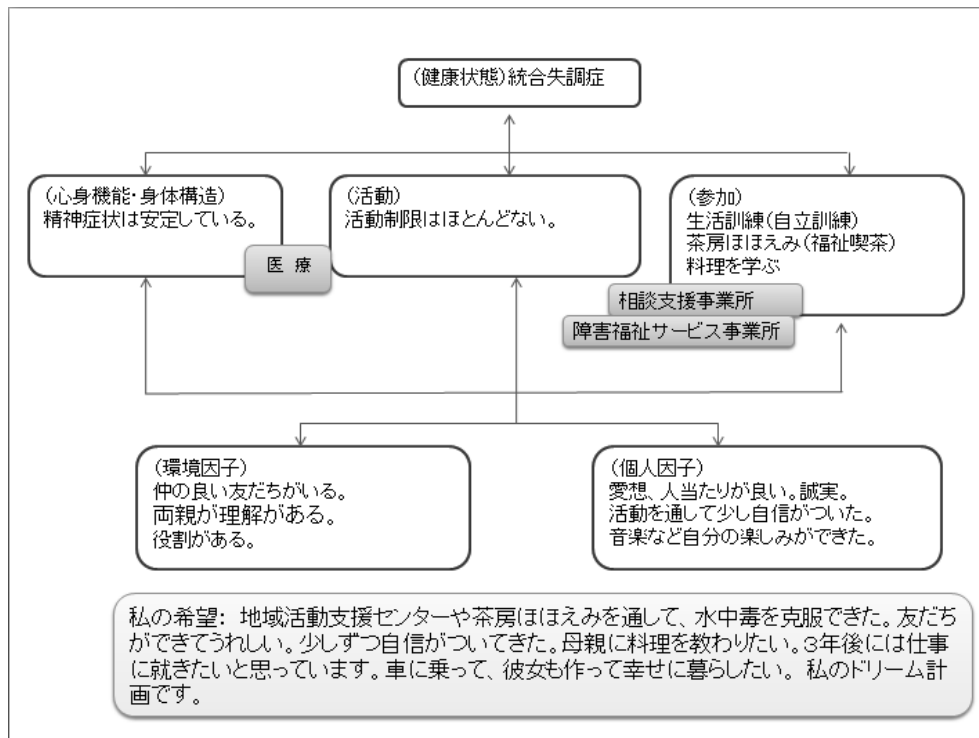 (健康状態)統合失調症
(心身機能・身体構造)
精神症状は安定している。
医 療
(活動)
活動制限はほとんどない。
(参加)
生活訓練(自立訓練)
茶房ほほえみ(福祉喫茶)
料理を学ぶ
相談支援事業所
障害福祉サービス事業所
(環境因子)
仲の良い友だちがいる。
両親が理解がある。
役割がある。
(個人因子)
愛想、人当たりが良い。誠実。
活動を通して少し自信がついた。
音楽など自分の楽しみができた。
私の希望: 地域活動支援センターや茶房ほほえみを通して、水中毒を克服できた。友だち
ができてうれしい。少しずつ自信がついてきた。母親に料理を教わりたい。3年後には仕事
に就きたいと思っています。車に乗って、彼女も作って幸せに暮らしたい。 私のドリーム計
画です。